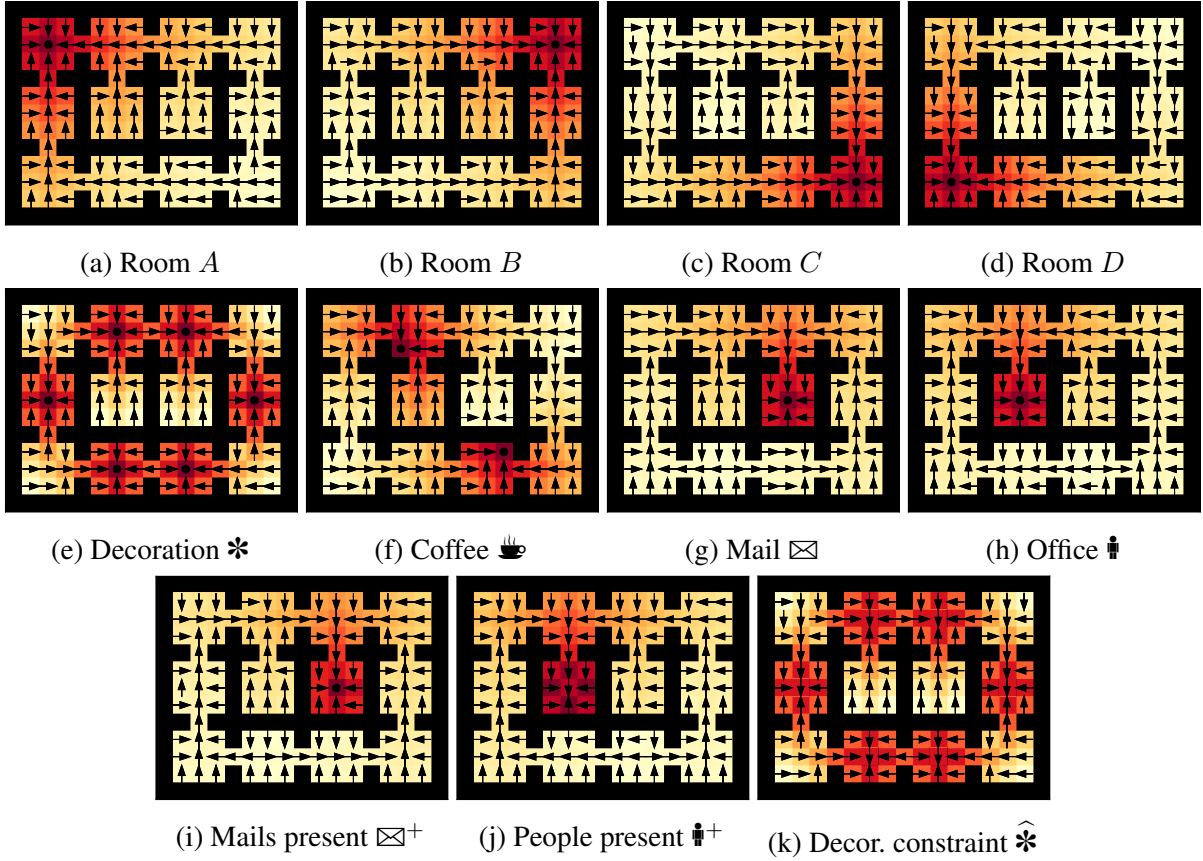 (a) Room A
(b) Room B
(c) Room C
(d) Room D
(e) Decoration ✻
(f) Coffee ☕
(g) Mail ✉
(h) Office 🚹
(i) Mails present ✉+
(j) People present 🚹+
(k) Decor. constraint ✻̂